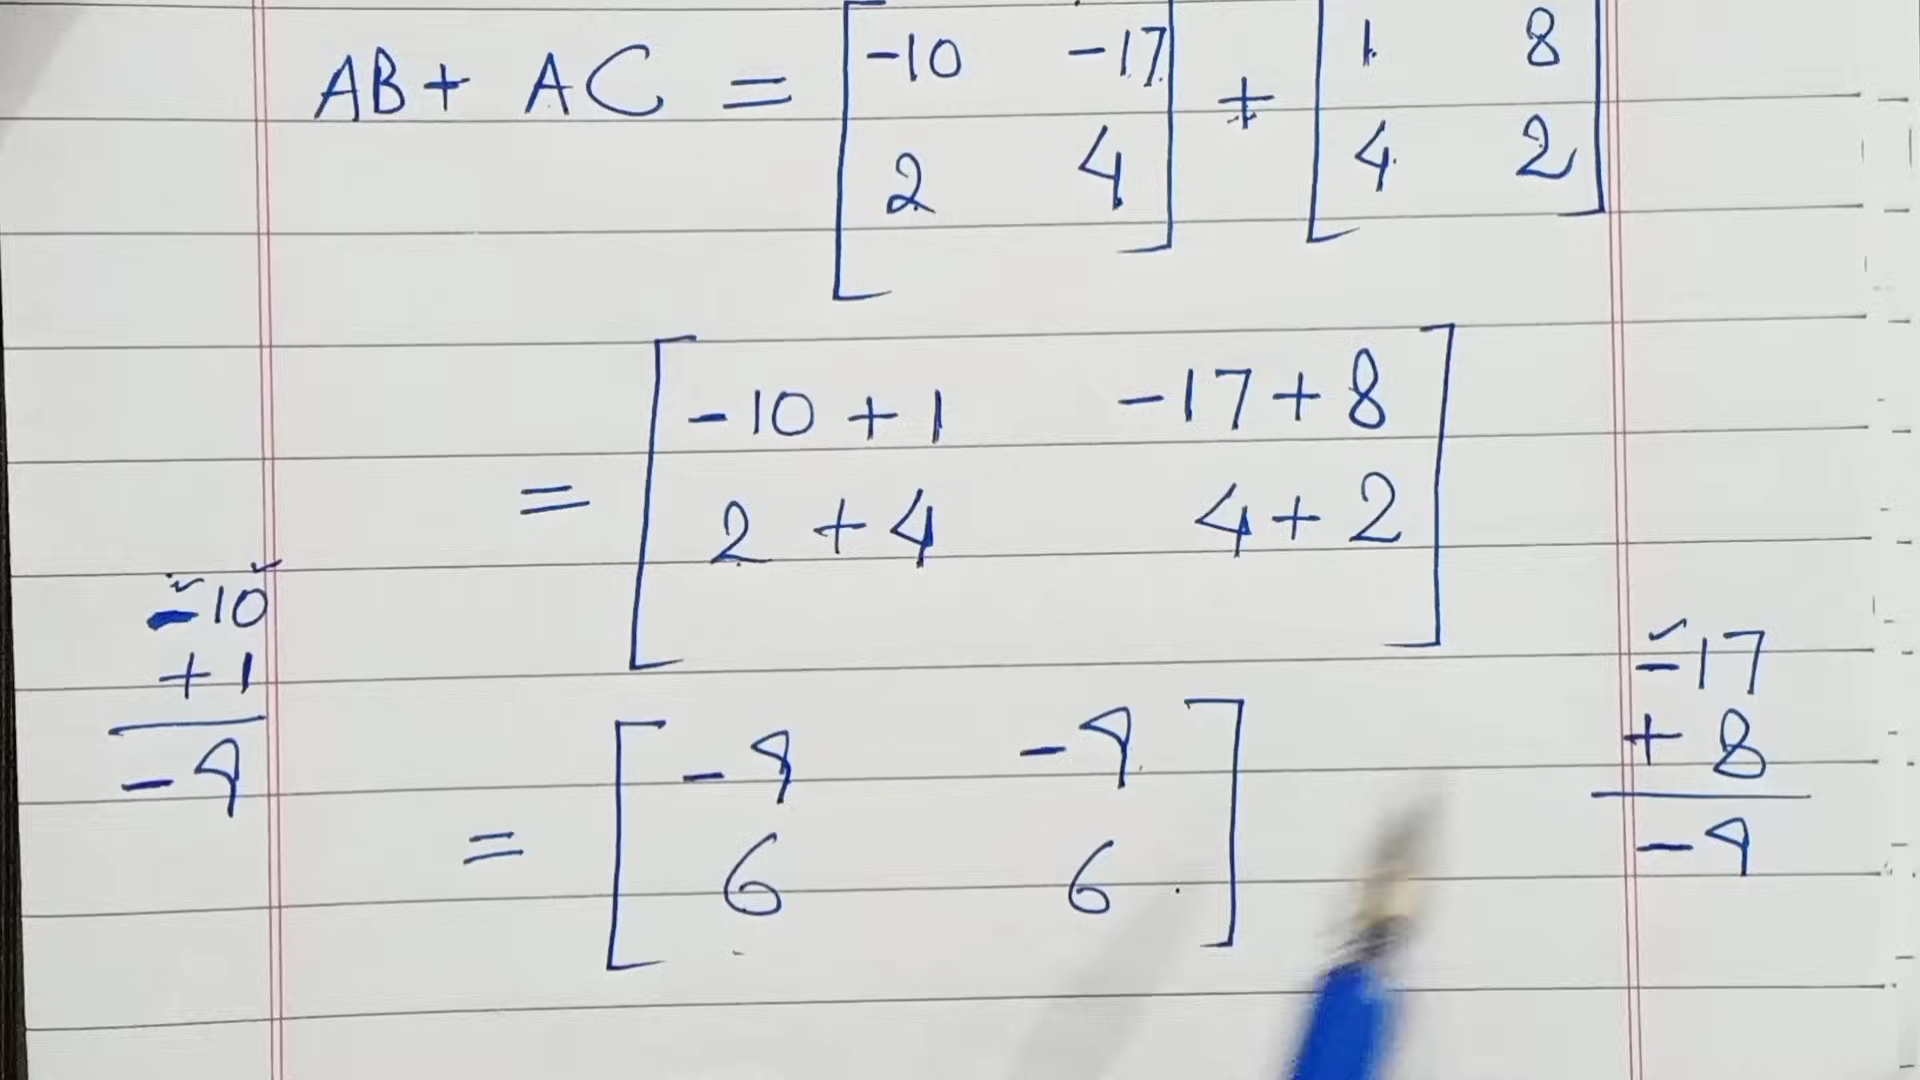 AB + AC = [ -10 -17 ] + [ 1 8 ]
[ 2 4 ] [ 4 2 ]
= [ -10 + 1 -17 + 8 ]
[ 2 + 4 4 + 2 ]
-10
+ 1
- 9
= [ -9 -9 ]
[ 6 6 ]
-17
+ 8
- 9